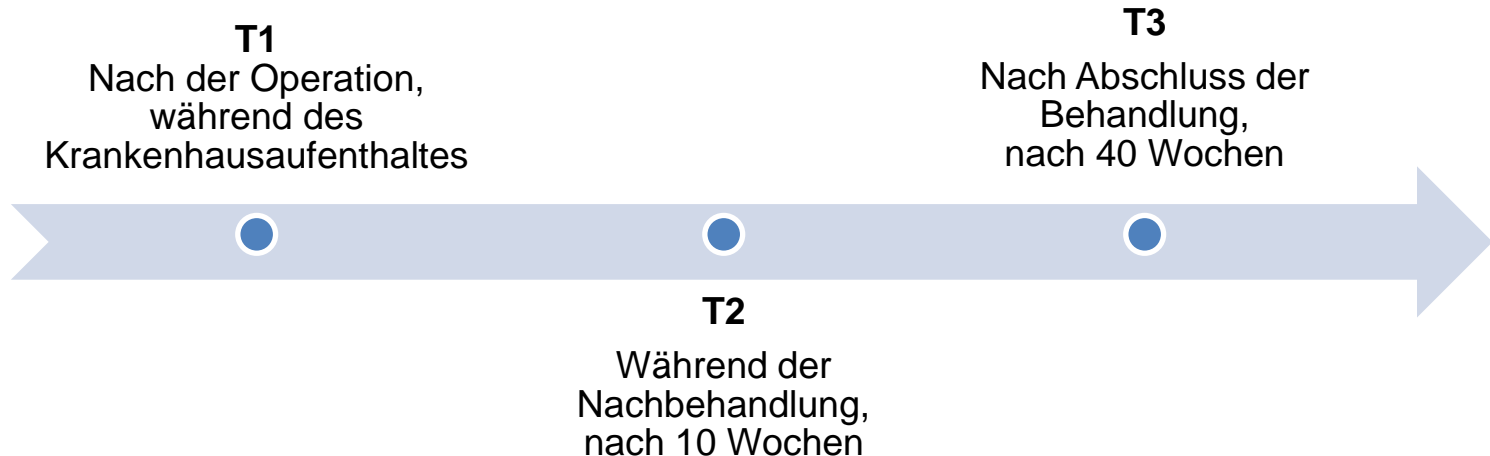 T1
Nach der Operation,
während des
Krankenhausaufenthaltes
T2
Während der
Nachbehandlung,
nach 10 Wochen
T3
Nach Abschluss der
Behandlung,
nach 40 Wochen